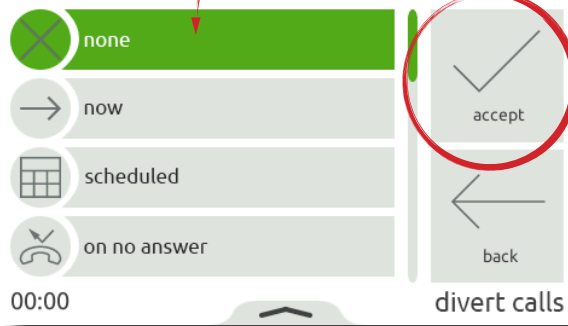 none
now
accept
scheduled
on no answer
back
00:00
divert calls